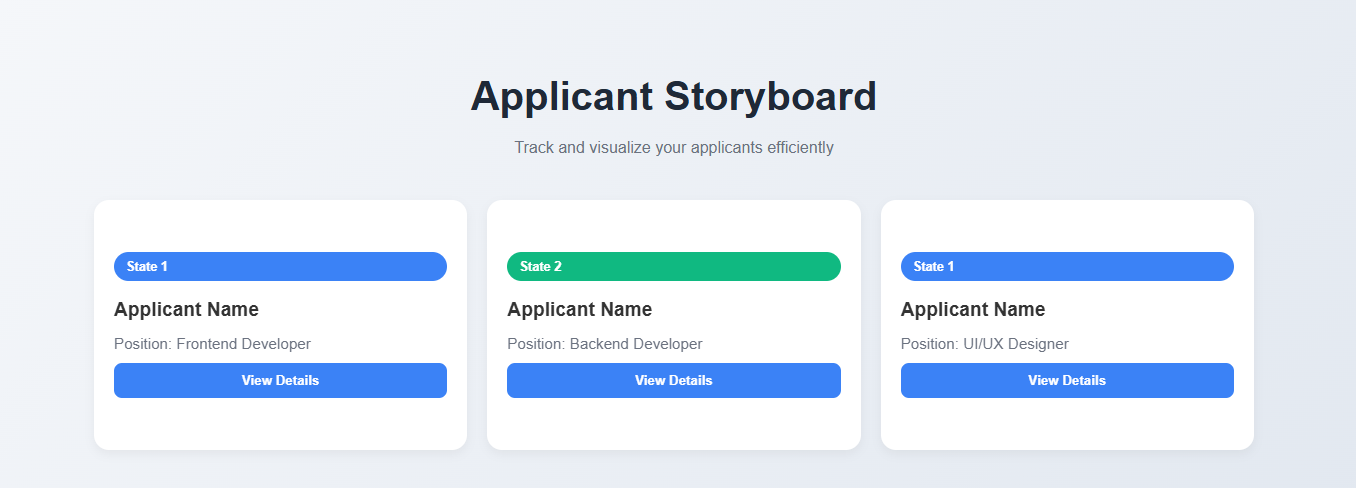 Applicant Storyboard
Track and visualize your applicants efficiently
State 1
Applicant Name
Position: Frontend Developer
View Details
State 2
Applicant Name
Position: Backend Developer
View Details
State 1
Applicant Name
Position: UI/UX Designer
View Details